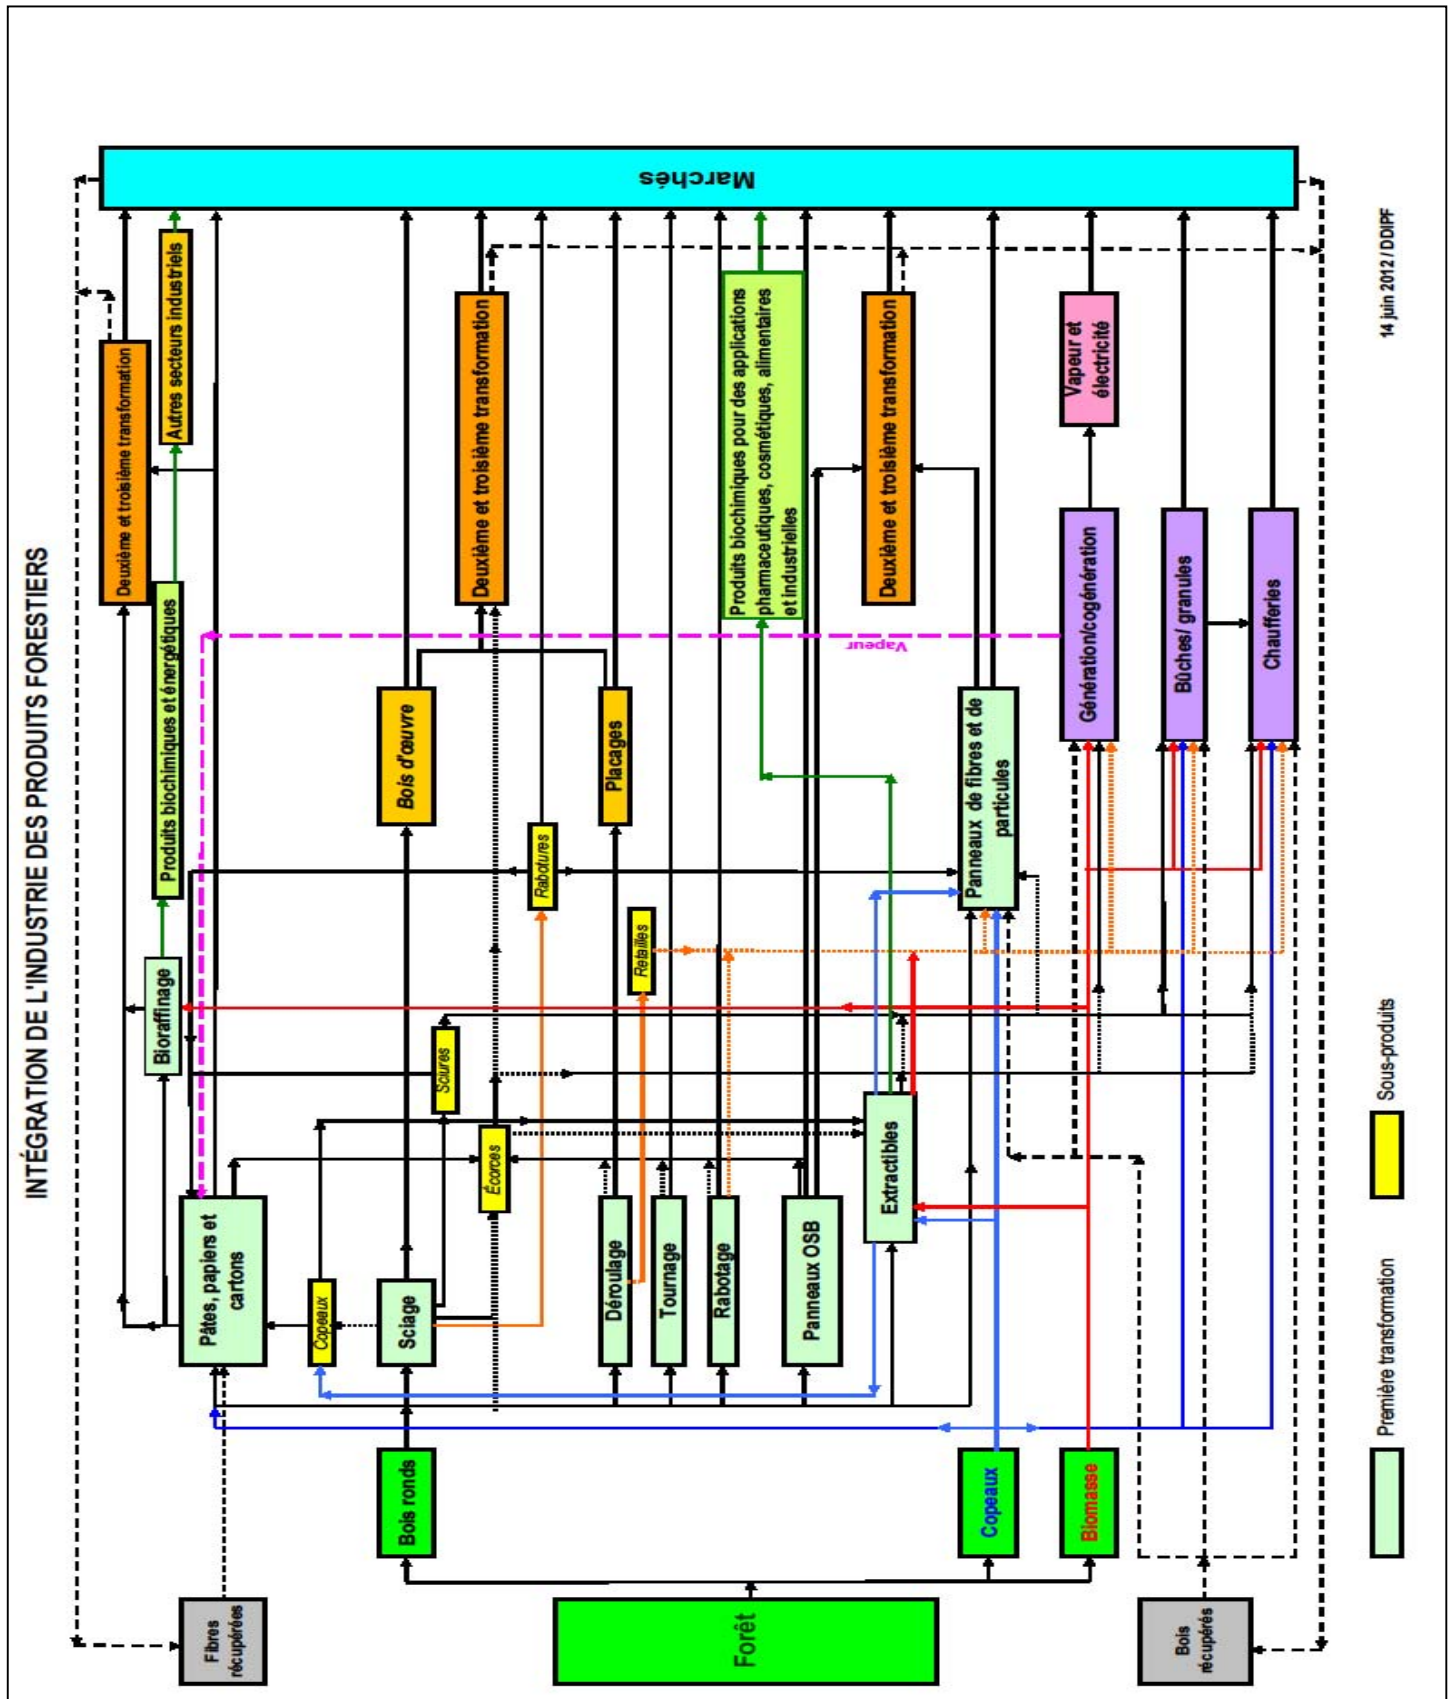 INTÉGRATION DE L'INDUSTRIE DES PRODUITS FORESTIERS
Fibres
récupérées
Forêt
Bois
récupérés
Bois ronds
Copeaux
Biomasse
Pâtes, papiers et
cartons
Copeaux
Sciage
Déroulage
Tournage
Rabotage
Panneaux OSB
Extractibles
Écorces
Sciures
Bioraffinage
Retailles
Rabotures
Produits biochimiques et énergétiques
Bois d'œuvre
Placages
Panneaux de fibres et de
particules
Vapeur
Génération/cogénération
Bûches/ granules
Chaufferies
Deuxième et troisième transformation
Autres secteurs industriels
Deuxième et troisième transformation
Produits biochimiques pour des applications
pharmaceutiques, cosmétiques, alimentaires
et industrielles
Deuxième et troisième transformation
Vapeur et
électricité
Marchés
Première transformation
Sous-produits
14 juin 2012 / DDIPF